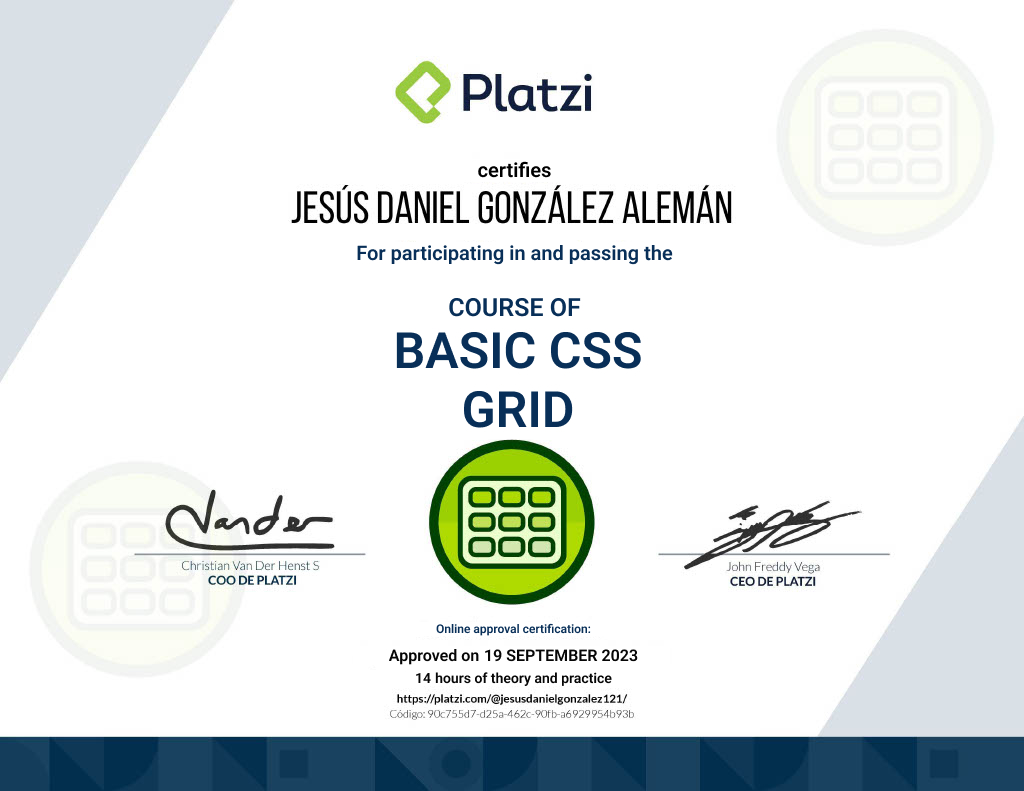 Platzi
certifies
JESÚS DANIEL GONZÁLEZ ALEMÁN
For participating in and passing the
COURSE OF
BASIC CSS
GRID
Vander
Christian Van Der Henst S
COO DE PLATZI
John Freddy Vega
CEO DE PLATZI
Online approval certification:
Approved on 19 SEPTEMBER 2023
14 hours of theory and practice
https://platzi.com/@jesusdanielgonzalez121/
Código: 90c755d7-d25a-462c-90fb-a6929954b93b